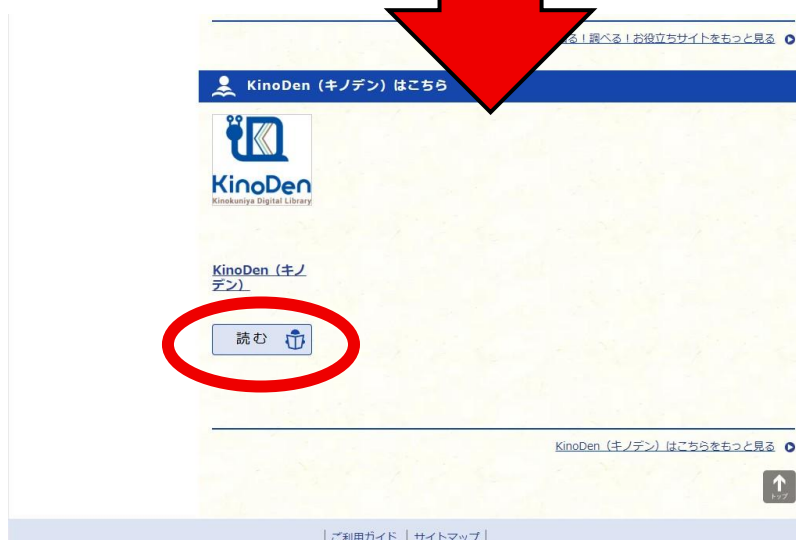 る！調べる！お役立ちサイトをもっと見る
KinoDen（キノデン）はこちら
KinoDen
Kinokuniya Digital Library
KinoDen（キノ
デン）
読む
KinoDen（キノデン）はこちらをもっと見る
トップ
｜ご利用ガイド｜サイトマップ｜